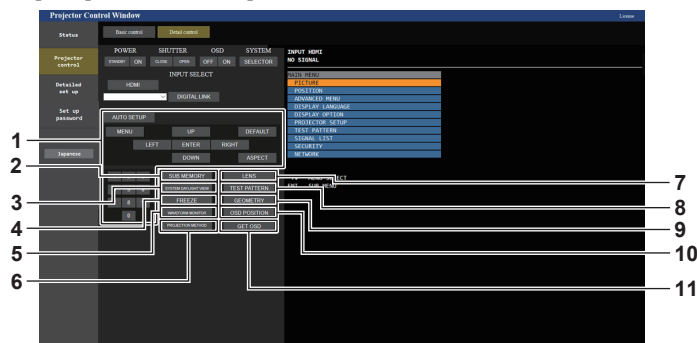 Projector Control Window
License
Status
Basic control
Detail control
POWER
SHUTTER
OSD
SYSTEM
STANDBY
ON
CLOSE
OPEN
OFF
ON
SELECTOR
INPUT SELECT
HDMI
DIGITAL LINK
Projector control
Detailed set up
Set up password
Japanese
AUTO SETUP
MENU
UP
DEFAULT
LEFT
ENTER
RIGHT
DOWN
ASPECT
SUB MEMORY
LENS
SYSTEM DAYLIGHT VIEW
TEST PATTERN
FREEZE
GEOMETRY
WAVEFORM MONITOR
OSD POSITION
PROJECTION METHOD
GET OSD
0
INPUT HDMI
NO SIGNAL
MAIN MENU
PICTURE
POSITION
ADVANCED MENU
DISPLAY LANGUAGE
DISPLAY OPTION
PROJECTOR SETUP
TEST PATTERN
SIGNAL LIST
SECURITY
NETWORK
SUB MENU
1
2
3
4
5
6
7
8
9
10
11